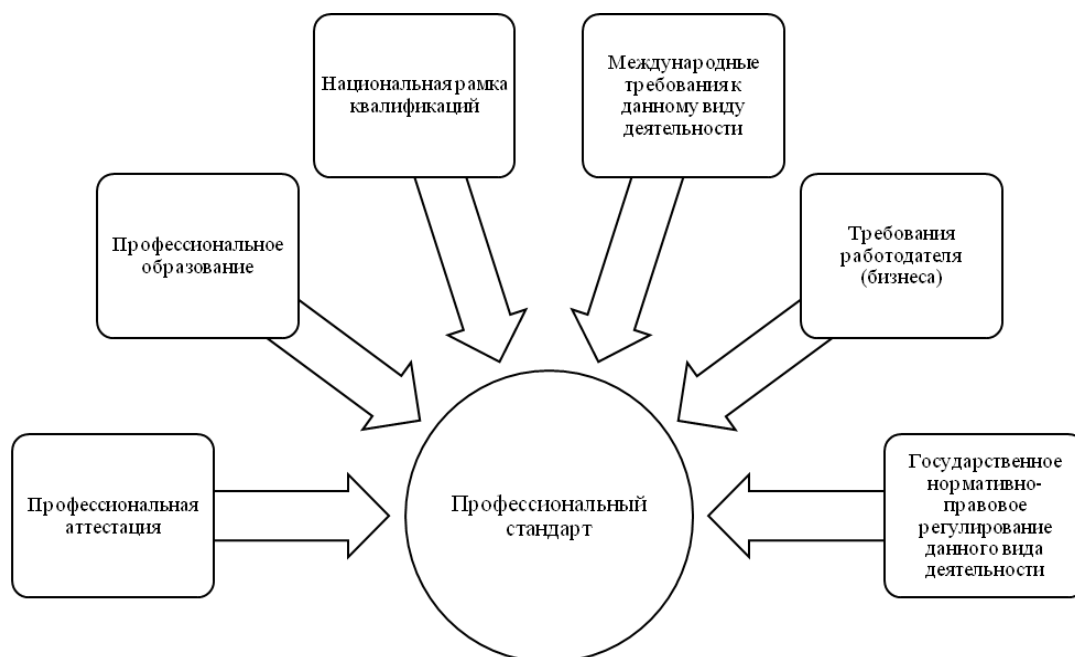 Национальная рамка
квалификаций
Международные
требования к
данному виду
деятельности
Профессиональное
образование
Требования
работодателя
(бизнеса)
Профессиональная
аттестация
Профессиональный
стандарт
Государственное
нормативно-
правовое
регулирование
данного вида
деятельности